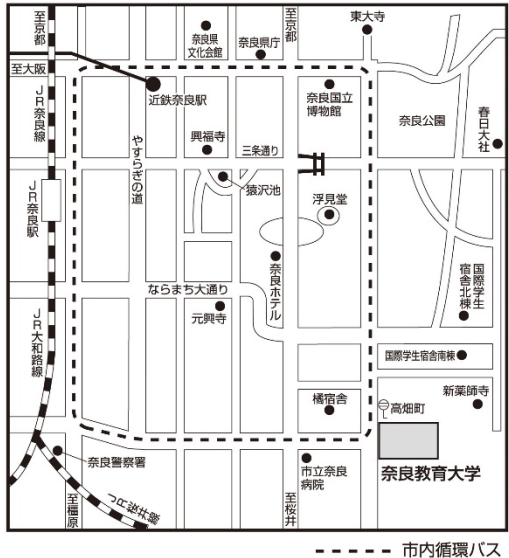 至京都
至京都
東大寺
奈良県
文化会館
奈良県庁
至大阪
近鉄奈良駅
奈良国立
博物館
JR奈良線
奈良公園
春日大社
やすらぎの道
興福寺
三条通り
猿沢池
浮見堂
JR奈良駅
奈良ホテル
国際学生
宿舎北棟
ならまち大通り
元興寺
JR大和路線
国際学生宿舎南棟
橘宿舎
高畑町
新薬師寺
奈良警察署
市立奈良
病院
奈良教育大学
至橿原
JR桜井線
至桜井
市内循環バス